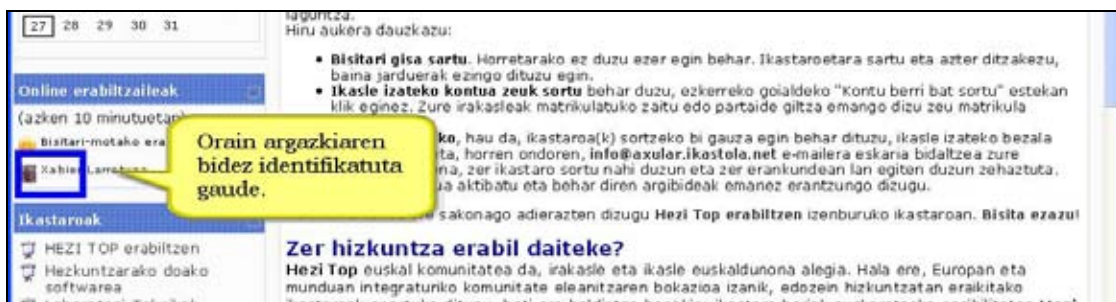 27 28 29 30 31
Online erabiltzaileak
(azken 10 minutuetan)
Bisitari-motako
Xabier
Ikastaroak
HEZI TOP erabiltzen
Hezkuntzarako doako
softwarea
laguntza.
Hiru aukera dauzkazu:
Bisitari gisa sartu. Horretarako ez duzu ezer egin behar. Ikastaroetara sartu eta azter ditzakezu,
baina jarduerak ezingo dituzu egin.
Ikasle izateko kontua zeuk sortu behar duzu, ezkerreko goialdeko "Kontu berri bat sortu" estekan
klik eginez. Zure irakasleak matrikulatuko zaitu edo partaide giltza emango dizu zeu matrikula
hau da, ikastaroa(k) sortzeko bi gauza egin behar dituzu, ikasle izateko bezala
horren ondoren, info@axular.ikastola.net e-mailera eskaria bidaltzea zure
zer ikastaro sortu nahi duzun eta zer erankundean lan egiten duzun zehaztuta.
aktibatu eta behar diren argibideak emanez erantzungo dizugu.
sakonago adierazten dizugu Hezi Top erabiltzen izenburuko ikastaroan. Bisita ezazu!
Orain argazkiaren
bidez identifikatuta
gaude.
Zer hizkuntza erabil daiteke?
Hezi Top euskal komunitatea da, irakasle eta ikasle euskaldunona alegia. Hala ere, Europan eta
munduan integraturiko komunitate eleanitzaren bokazioa izanik, edozein hizkuntzatan eraikitako